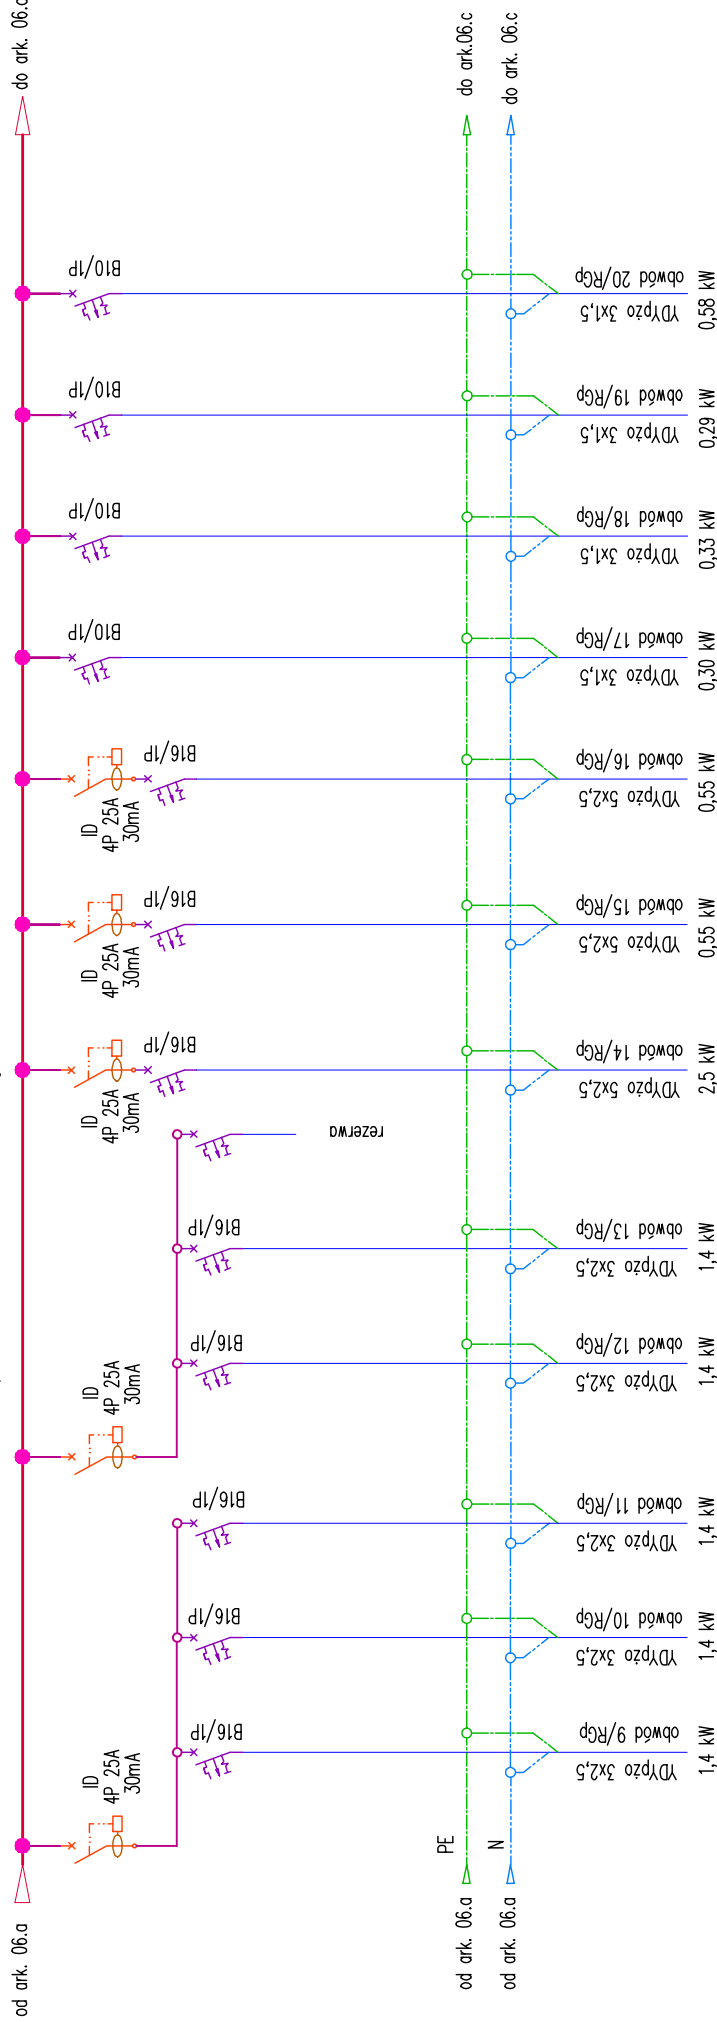 od ark. 06.a
do ark. 06.c
ID
4P 25A
30mA
B16/1P
B16/1P
B16/1P
ID
4P 25A
30mA
B16/1P
B16/1P
rezerwa
ID
4P 25A
30mA
B16/1P
ID
4P 25A
30mA
B16/1P
ID
4P 25A
30mA
B16/1P
B10/1P
B10/1P
B10/1P
B10/1P
PE
od ark. 06.a
do ark.06.c
N
od ark. 06.a
do ark. 06.c
obwód 9/RGp
YDYpżo 3x2,5
1,4 kW
obwód 10/RGp
YDYpżo 3x2,5
1,4 kW
obwód 11/RGp
YDYpżo 3x2,5
1,4 kW
obwód 12/RGp
YDYpżo 3x2,5
1,4 kW
obwód 13/RGp
YDYpżo 3x2,5
1,4 kW
obwód 14/RGp
YDYpżo 5x2,5
2,5 kW
obwód 15/RGp
YDYpżo 5x2,5
0,55 kW
obwód 16/RGp
YDYpżo 5x2,5
0,55 kW
obwód 17/RGp
YDYpżo 3x1,5
0,30 kW
obwód 18/RGp
YDYpżo 3x1,5
0,33 kW
obwód 19/RGp
YDYpżo 3x1,5
0,29 kW
obwód 20/RGp
YDYpżo 3x1,5
0,58 kW